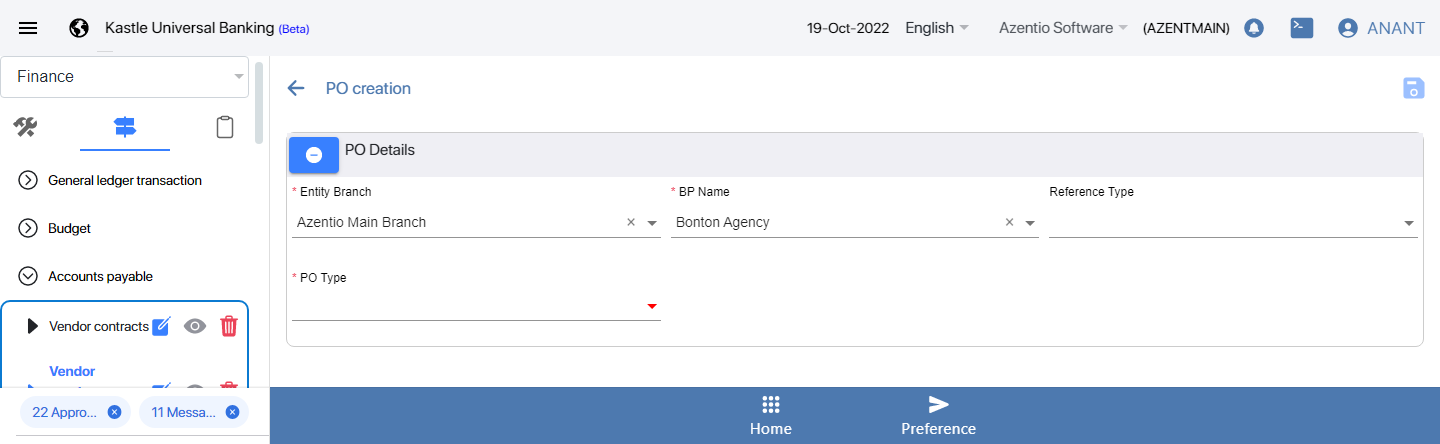 Kastle Universal Banking (Beta) 19-Oct-2022 English Azentio Software (AZENTMAIN) ANANT
Finance
PO creation
PO Details
General ledger transaction
Budget
Accounts payable
Vendor contracts
Vendor
22 Appro...
11 Messa...
* Entity Branch * BP Name Reference Type
Azentio Main Branch × Bonton Agency ×
* PO Type
Home Preference